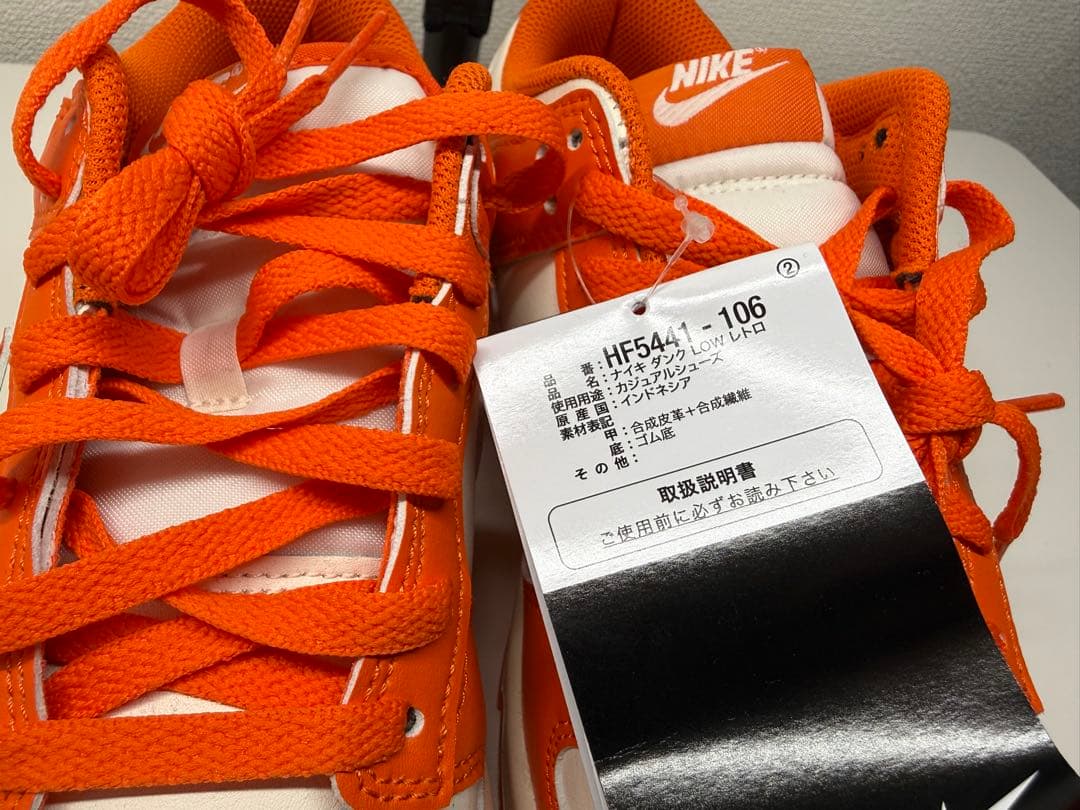 NIKE
②
品番：HF5441-106
品名：ナイキ ダンク LOW レトロ
使用用途：カジュアルシューズ
原産国：インドネシア
素材表記
甲：合成皮革+合成繊維
底：ゴム底
その他：
取扱説明書
ご使用前に必ずお読み下さい